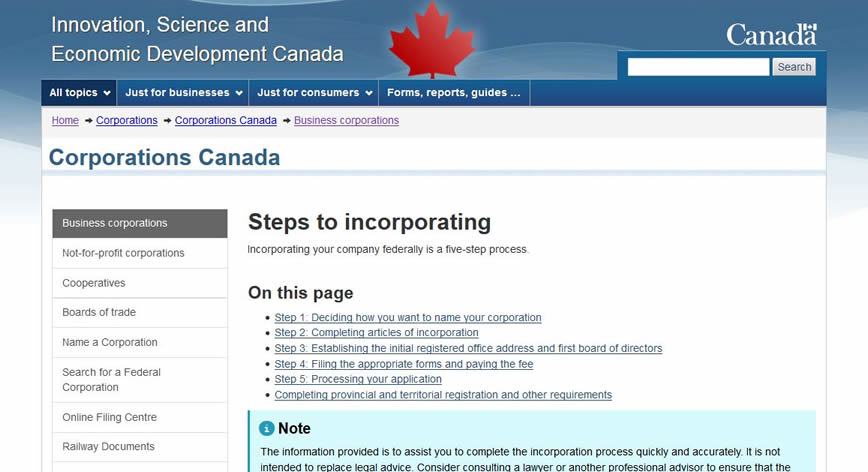 Innovation, Science and
Economic Development Canada
Canada
Search
All topics
Just for businesses
Just for consumers
Forms, reports, guides ...
Home
Corporations
Corporations Canada
Business corporations
Corporations Canada
Business corporations
Not-for-profit corporations
Cooperatives
Boards of trade
Name a Corporation
Search for a Federal
Corporation
Online Filing Centre
Railway Documents
Steps to incorporating
Incorporating your company federally is a five-step process.
On this page
Step 1: Deciding how you want to name your corporation
Step 2: Completing articles of incorporation
Step 3: Establishing the initial registered office address and first board of directors
Step 4: Filing the appropriate forms and paying the fee
Step 5: Processing your application
Completing provincial and territorial registration and other requirements
Note
The information provided is to assist you to complete the incorporation process quickly and accurately. It is not
intended to replace legal advice. Consider consulting a lawyer or another professional advisor to ensure that the